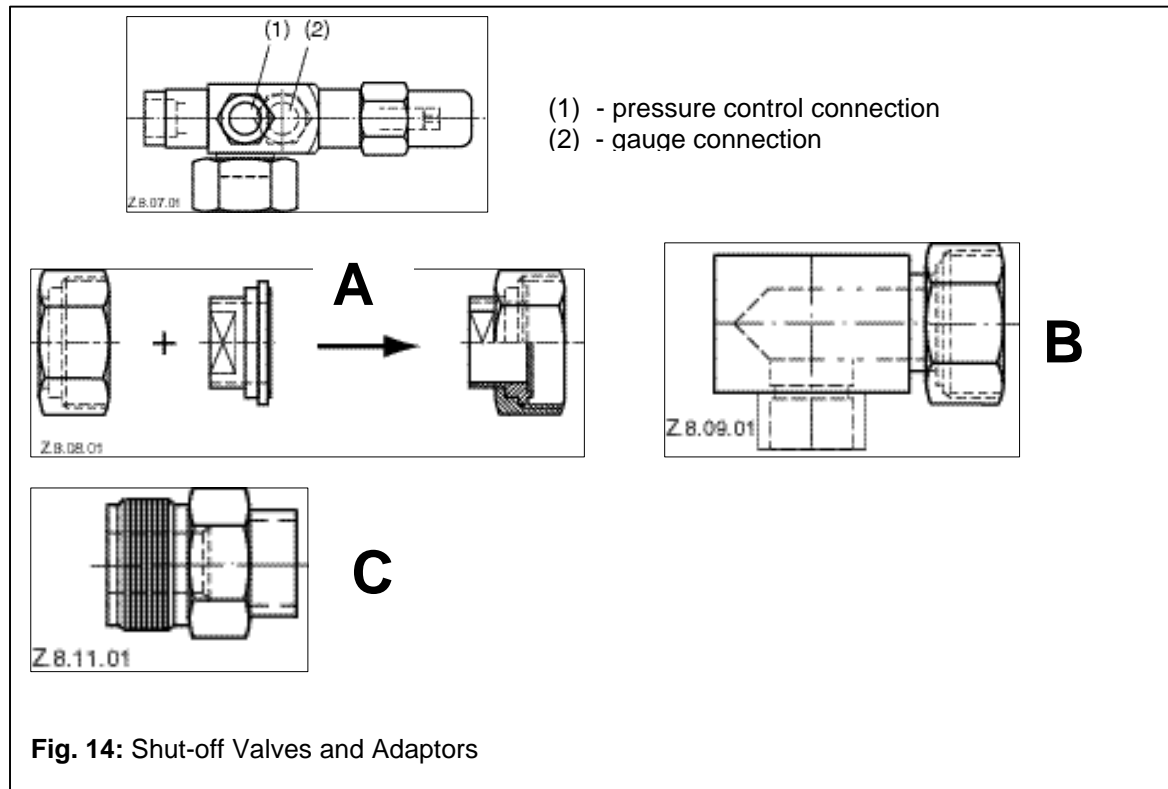 (1) (2)
Z.8.07.01
(1) - pressure control connection
(2) - gauge connection
A
+
Z.8.08.01
B
Z.8.09.01
C
Z.8.11.01
Fig. 14: Shut-off Valves and Adaptors